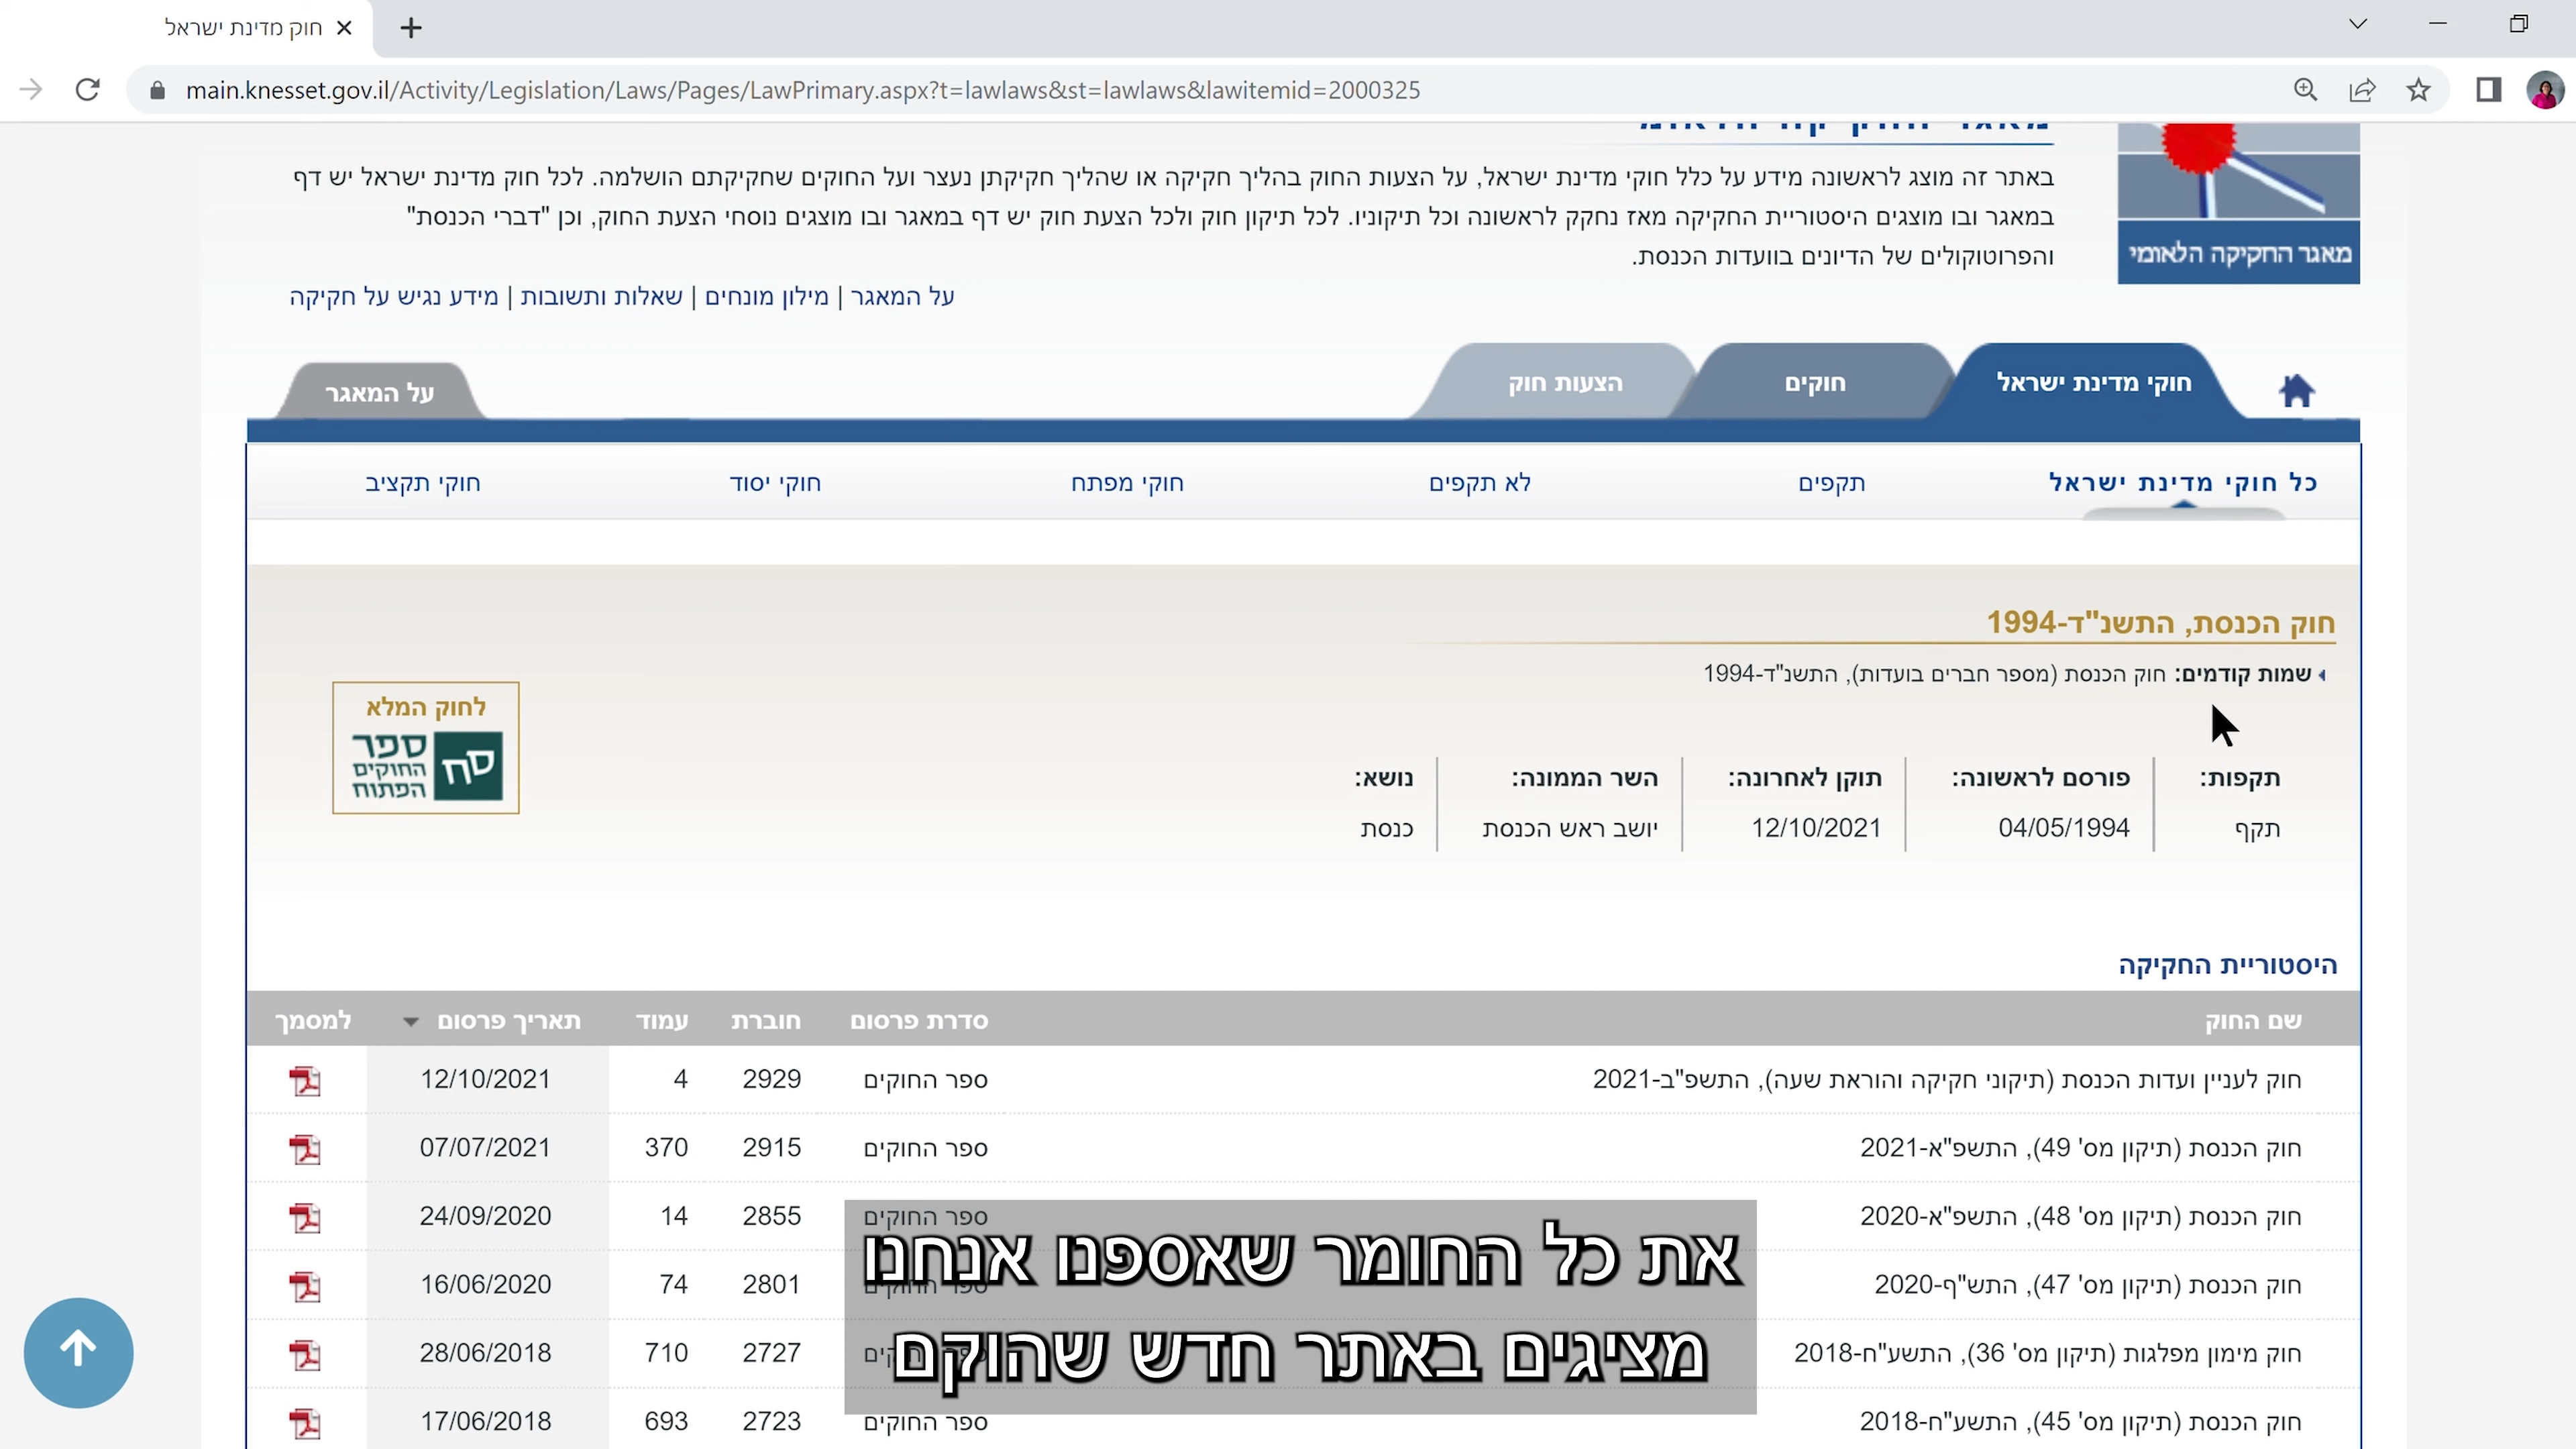 חוק מדינת ישראל
main.knesset.gov.il/Activity/Legislation/Laws/Pages/LawPrimary.aspx?t=lawlaws&st=lawlaws&lawitemid=2000325
מאגר החקיקה הלאומי
באתר זה מוצג לראשונה מידע על כלל חוקי מדינת ישראל, על הצעות החוק בהליך חקיקה או שהליך חקיקתן נעצר ועל החוקים שחקיקתם הושלמה. לכל חוק מדינת ישראל יש דף
במאגר ובו מוצגים היסטוריית החקיקה מאז נחקק לראשונה וכל תיקוניו. לכל תיקון חוק ולכל הצעת חוק יש דף במאגר ובו מוצגים נוסחי הצעת החוק, וכן "דברי הכנסת"
והפרוטוקולים של הדיונים בוועדות הכנסת.
מאגר החקיקה הלאומי
על המאגר | מילון מונחים | שאלות ותשובות | מידע נגיש על חקיקה
חוקי מדינת ישראל חוקים הצעות חוק על המאגר
כל חוקי מדינת ישראל תקפים לא תקפים חוקי מפתח חוקי יסוד חוקי תקציב
חוק הכנסת, התשנ"ד-1994
שמות קודמים: חוק הכנסת (מספר חברים בועדות), התשנ"ד-1994
לחוק המלא
סח ספר
החוקים
הפתוח
תקפות: פורסם לראשונה: תוקן לאחרונה: השר הממונה: נושא:
תקף 04/05/1994 12/10/2021 יושב ראש הכנסת כנסת
היסטוריית החקיקה
שם החוק סדרת פרסום חוברת עמוד תאריך פרסום למסמך
חוק לעניין ועדות הכנסת (תיקוני חקיקה והוראת שעה), התשפ"ב-2021 ספר החוקים 2929 4 12/10/2021
חוק הכנסת (תיקון מס' 49), התשפ"א-2021 ספר החוקים 2915 370 07/07/2021
חוק הכנסת (תיקון מס' 48), התשפ"א-2020 ספר החוקים 2855 14 24/09/2020
חוק הכנסת (תיקון מס' 47), התש"ף-2020 ספר החוקים 2801 74 16/06/2020
חוק מימון מפלגות (תיקון מס' 36), התשע"ח-2018 ספר החוקים 2727 710 28/06/2018
חוק הכנסת (תיקון מס' 45), התשע"ח-2018 ספר החוקים 2723 693 17/06/2018
את כל החומר שאספנו אנחנו
מציגים באתר חדש שהוקם